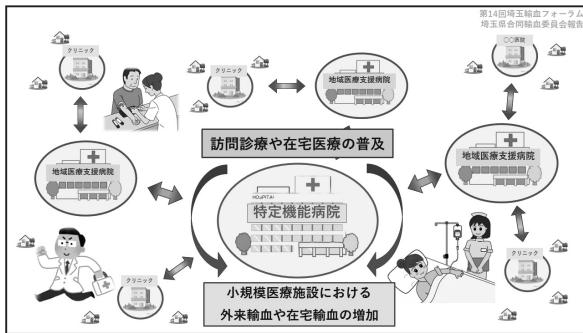 第14回埼玉輸血フォーラム
埼玉県合同輸血委員会報告
クリニック
クリニック
地域医療支援病院
○○医院
訪問診療や在宅医療の普及
地域医療支援病院
地域医療支援病院
HOSPITAL
特定機能病院
クリニック
クリニック
小規模医療施設における
外来輸血や在宅輸血の増加